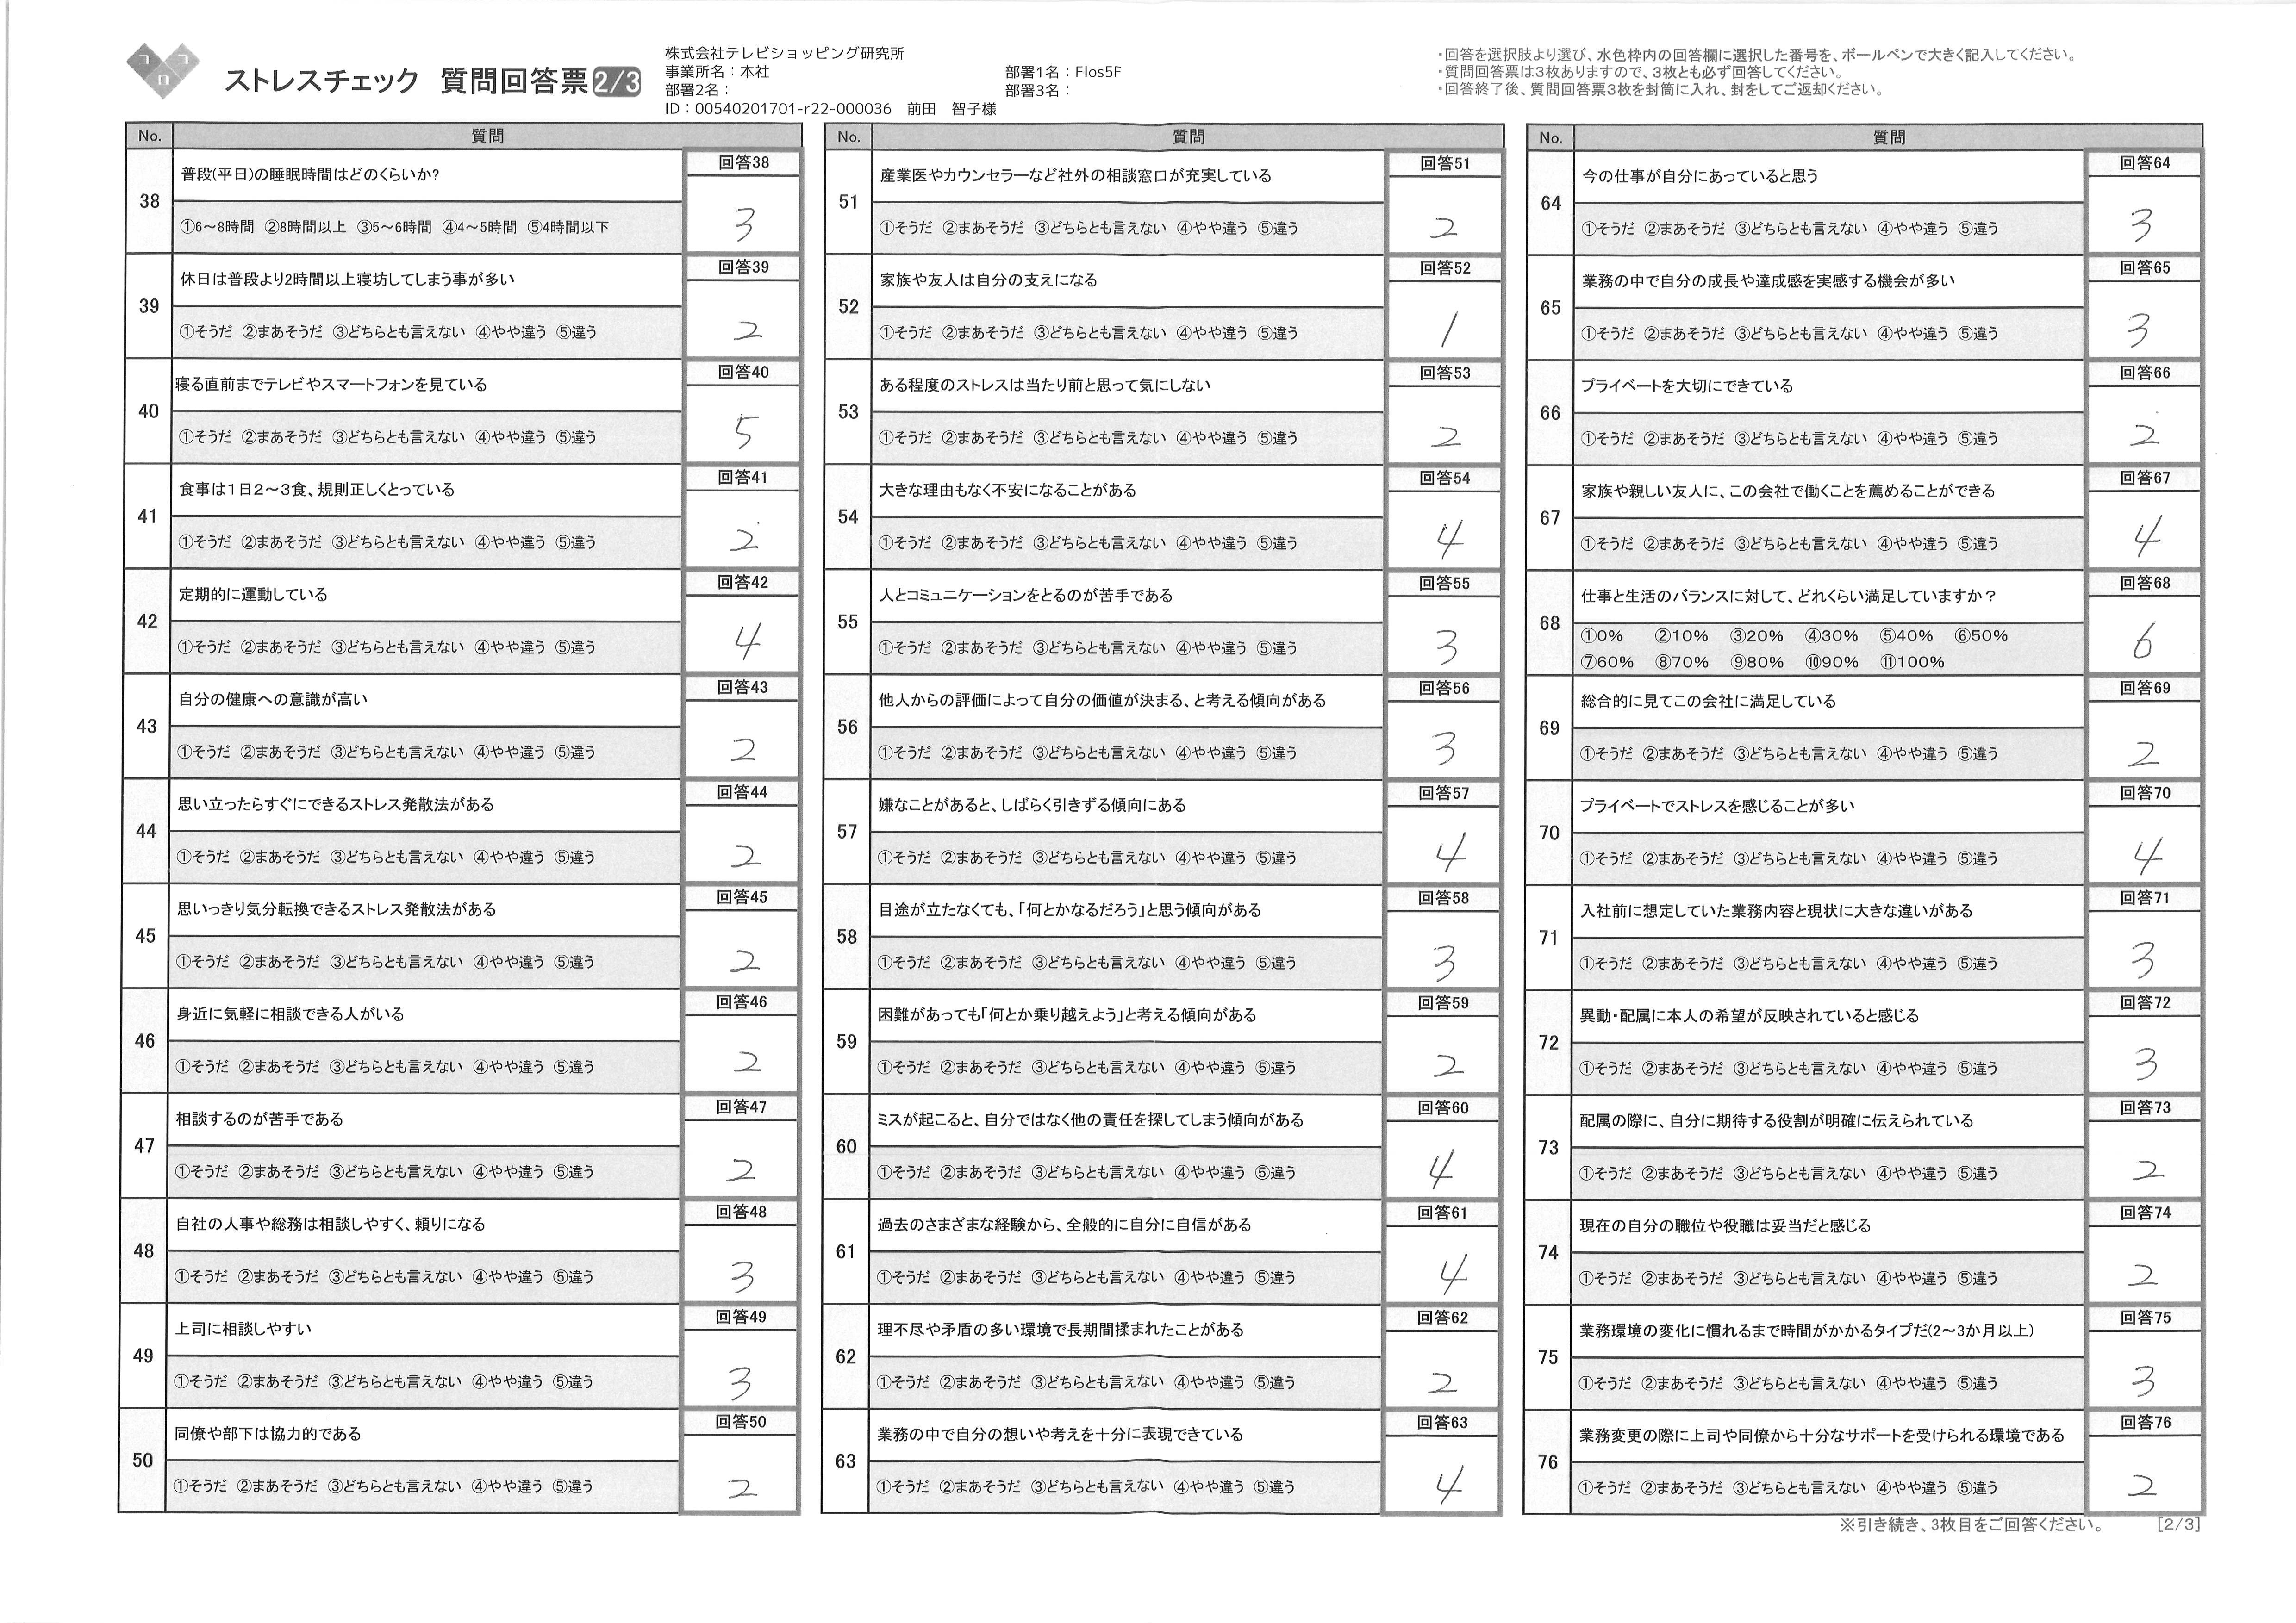 ココロ
ストレスチェック 質問回答票 2/3
株式会社テレビショッピング研究所
事業所名：本社 部署1名：Flos5F
部署2名： 部署3名：
ID：00540201701-r22-000036 前田 智子様
・回答を選択肢より選び、水色枠内の回答欄に選択した番号を、ボールペンで大きく記入してください。
・質問回答票は3枚ありますので、3枚とも必ず回答してください。
・回答終了後、質問回答票3枚を封筒に入れ、封をしてご返却ください。
No. 質問
38 普段(平日)の睡眠時間はどのくらいか? 回答38
①6～8時間 ②8時間以上 ③5～6時間 ④4～5時間 ⑤4時間以下 3
39 休日は普段より2時間以上寝坊してしまう事が多い 回答39
①そうだ ②まあそうだ ③どちらとも言えない ④やや違う ⑤違う 2
40 寝る直前までテレビやスマートフォンを見ている 回答40
①そうだ ②まあそうだ ③どちらとも言えない ④やや違う ⑤違う 5
41 食事は1日2～3食、規則正しくとっている 回答41
①そうだ ②まあそうだ ③どちらとも言えない ④やや違う ⑤違う 2
42 定期的に運動している 回答42
①そうだ ②まあそうだ ③どちらとも言えない ④やや違う ⑤違う 4
43 自分の健康への意識が高い 回答43
①そうだ ②まあそうだ ③どちらとも言えない ④やや違う ⑤違う 2
44 思い立ったらすぐにできるストレス発散法がある 回答44
①そうだ ②まあそうだ ③どちらとも言えない ④やや違う ⑤違う 2
45 思いっきり気分転換できるストレス発散法がある 回答45
①そうだ ②まあそうだ ③どちらとも言えない ④やや違う ⑤違う 2
46 身近に気軽に相談できる人がいる 回答46
①そうだ ②まあそうだ ③どちらとも言えない ④やや違う ⑤違う 2
47 相談するのが苦手である 回答47
①そうだ ②まあそうだ ③どちらとも言えない ④やや違う ⑤違う 2
48 自社の人事や総務は相談しやすく、頼りになる 回答48
①そうだ ②まあそうだ ③どちらとも言えない ④やや違う ⑤違う 3
49 上司に相談しやすい 回答49
①そうだ ②まあそうだ ③どちらとも言えない ④やや違う ⑤違う 3
50 同僚や部下は協力的である 回答50
①そうだ ②まあそうだ ③どちらとも言えない ④やや違う ⑤違う 2
No. 質問
51 産業医やカウンセラーなど社外の相談窓口が充実している 回答51
①そうだ ②まあそうだ ③どちらとも言えない ④やや違う ⑤違う 2
52 家族や友人は自分の支えになる 回答52
①そうだ ②まあそうだ ③どちらとも言えない ④やや違う ⑤違う 1
53 ある程度のストレスは当たり前と思って気にしない 回答53
①そうだ ②まあそうだ ③どちらとも言えない ④やや違う ⑤違う 2
54 大きな理由もなく不安になることがある 回答54
①そうだ ②まあそうだ ③どちらとも言えない ④やや違う ⑤違う 4
55 人とコミュニケーションをとるのが苦手である 回答55
①そうだ ②まあそうだ ③どちらとも言えない ④やや違う ⑤違う 3
56 他人からの評価によって自分の価値が決まる、と考える傾向がある 回答56
①そうだ ②まあそうだ ③どちらとも言えない ④やや違う ⑤違う 3
57 嫌なことがあると、しばらく引きずる傾向にある 回答57
①そうだ ②まあそうだ ③どちらとも言えない ④やや違う ⑤違う 4
58 目途が立たなくても、「何とかなるだろう」と思う傾向がある 回答58
①そうだ ②まあそうだ ③どちらとも言えない ④やや違う ⑤違う 3
59 困難があっても「何とか乗り越えよう」と考える傾向がある 回答59
①そうだ ②まあそうだ ③どちらとも言えない ④やや違う ⑤違う 2
60 ミスが起こると、自分ではなく他の責任を探してしまう傾向がある 回答60
①そうだ ②まあそうだ ③どちらとも言えない ④やや違う ⑤違う 4
61 過去のさまざまな経験から、全般的に自分に自信がある 回答61
①そうだ ②まあそうだ ③どちらとも言えない ④やや違う ⑤違う 4
62 理不尽や矛盾の多い環境で長期間揉まれたことがある 回答62
①そうだ ②まあそうだ ③どちらとも言えない ④やや違う ⑤違う 2
63 業務の中で自分の想いや考えを十分に表現できている 回答63
①そうだ ②まあそうだ ③どちらとも言えない ④やや違う ⑤違う 4
No. 質問
64 今の仕事が自分にあっていると思う 回答64
①そうだ ②まあそうだ ③どちらとも言えない ④やや違う ⑤違う 3
65 業務の中で自分の成長や達成感を実感する機会が多い 回答65
①そうだ ②まあそうだ ③どちらとも言えない ④やや違う ⑤違う 3
66 プライベートを大切にできている 回答66
①そうだ ②まあそうだ ③どちらとも言えない ④やや違う ⑤違う 2
67 家族や親しい友人に、この会社で働くことを薦めることができる 回答67
①そうだ ②まあそうだ ③どちらとも言えない ④やや違う ⑤違う 4
68 仕事と生活のバランスに対して、どれくらい満足していますか？ 回答68
①0% ②10% ③20% ④30% ⑤40% ⑥50%
⑦60% ⑧70% ⑨80% ⑩90% ⑪100% 6
69 総合的に見てこの会社に満足している 回答69
①そうだ ②まあそうだ ③どちらとも言えない ④やや違う ⑤違う 2
70 プライベートでストレスを感じることが多い 回答70
①そうだ ②まあそうだ ③どちらとも言えない ④やや違う ⑤違う 4
71 入社前に想定していた業務内容と現状に大きな違いがある 回答71
①そうだ ②まあそうだ ③どちらとも言えない ④やや違う ⑤違う 3
72 異動・配属に本人の希望が反映されていると感じる 回答72
①そうだ ②まあそうだ ③どちらとも言えない ④やや違う ⑤違う 3
73 配属の際に、自分に期待する役割が明確に伝えられている 回答73
①そうだ ②まあそうだ ③どちらとも言えない ④やや違う ⑤違う 2
74 現在の自分の職位や役職は妥当だと感じる 回答74
①そうだ ②まあそうだ ③どちらとも言えない ④やや違う ⑤違う 2
75 業務環境の変化に慣れるまで時間がかかるタイプだ(2～3か月以上) 回答75
①そうだ ②まあそうだ ③どちらとも言えない ④やや違う ⑤違う 3
76 業務変更の際に上司や同僚から十分なサポートを受けられる環境である 回答76
①そうだ ②まあそうだ ③どちらとも言えない ④やや違う ⑤違う 2
※引き続き、3枚目をご回答ください。 [2/3]